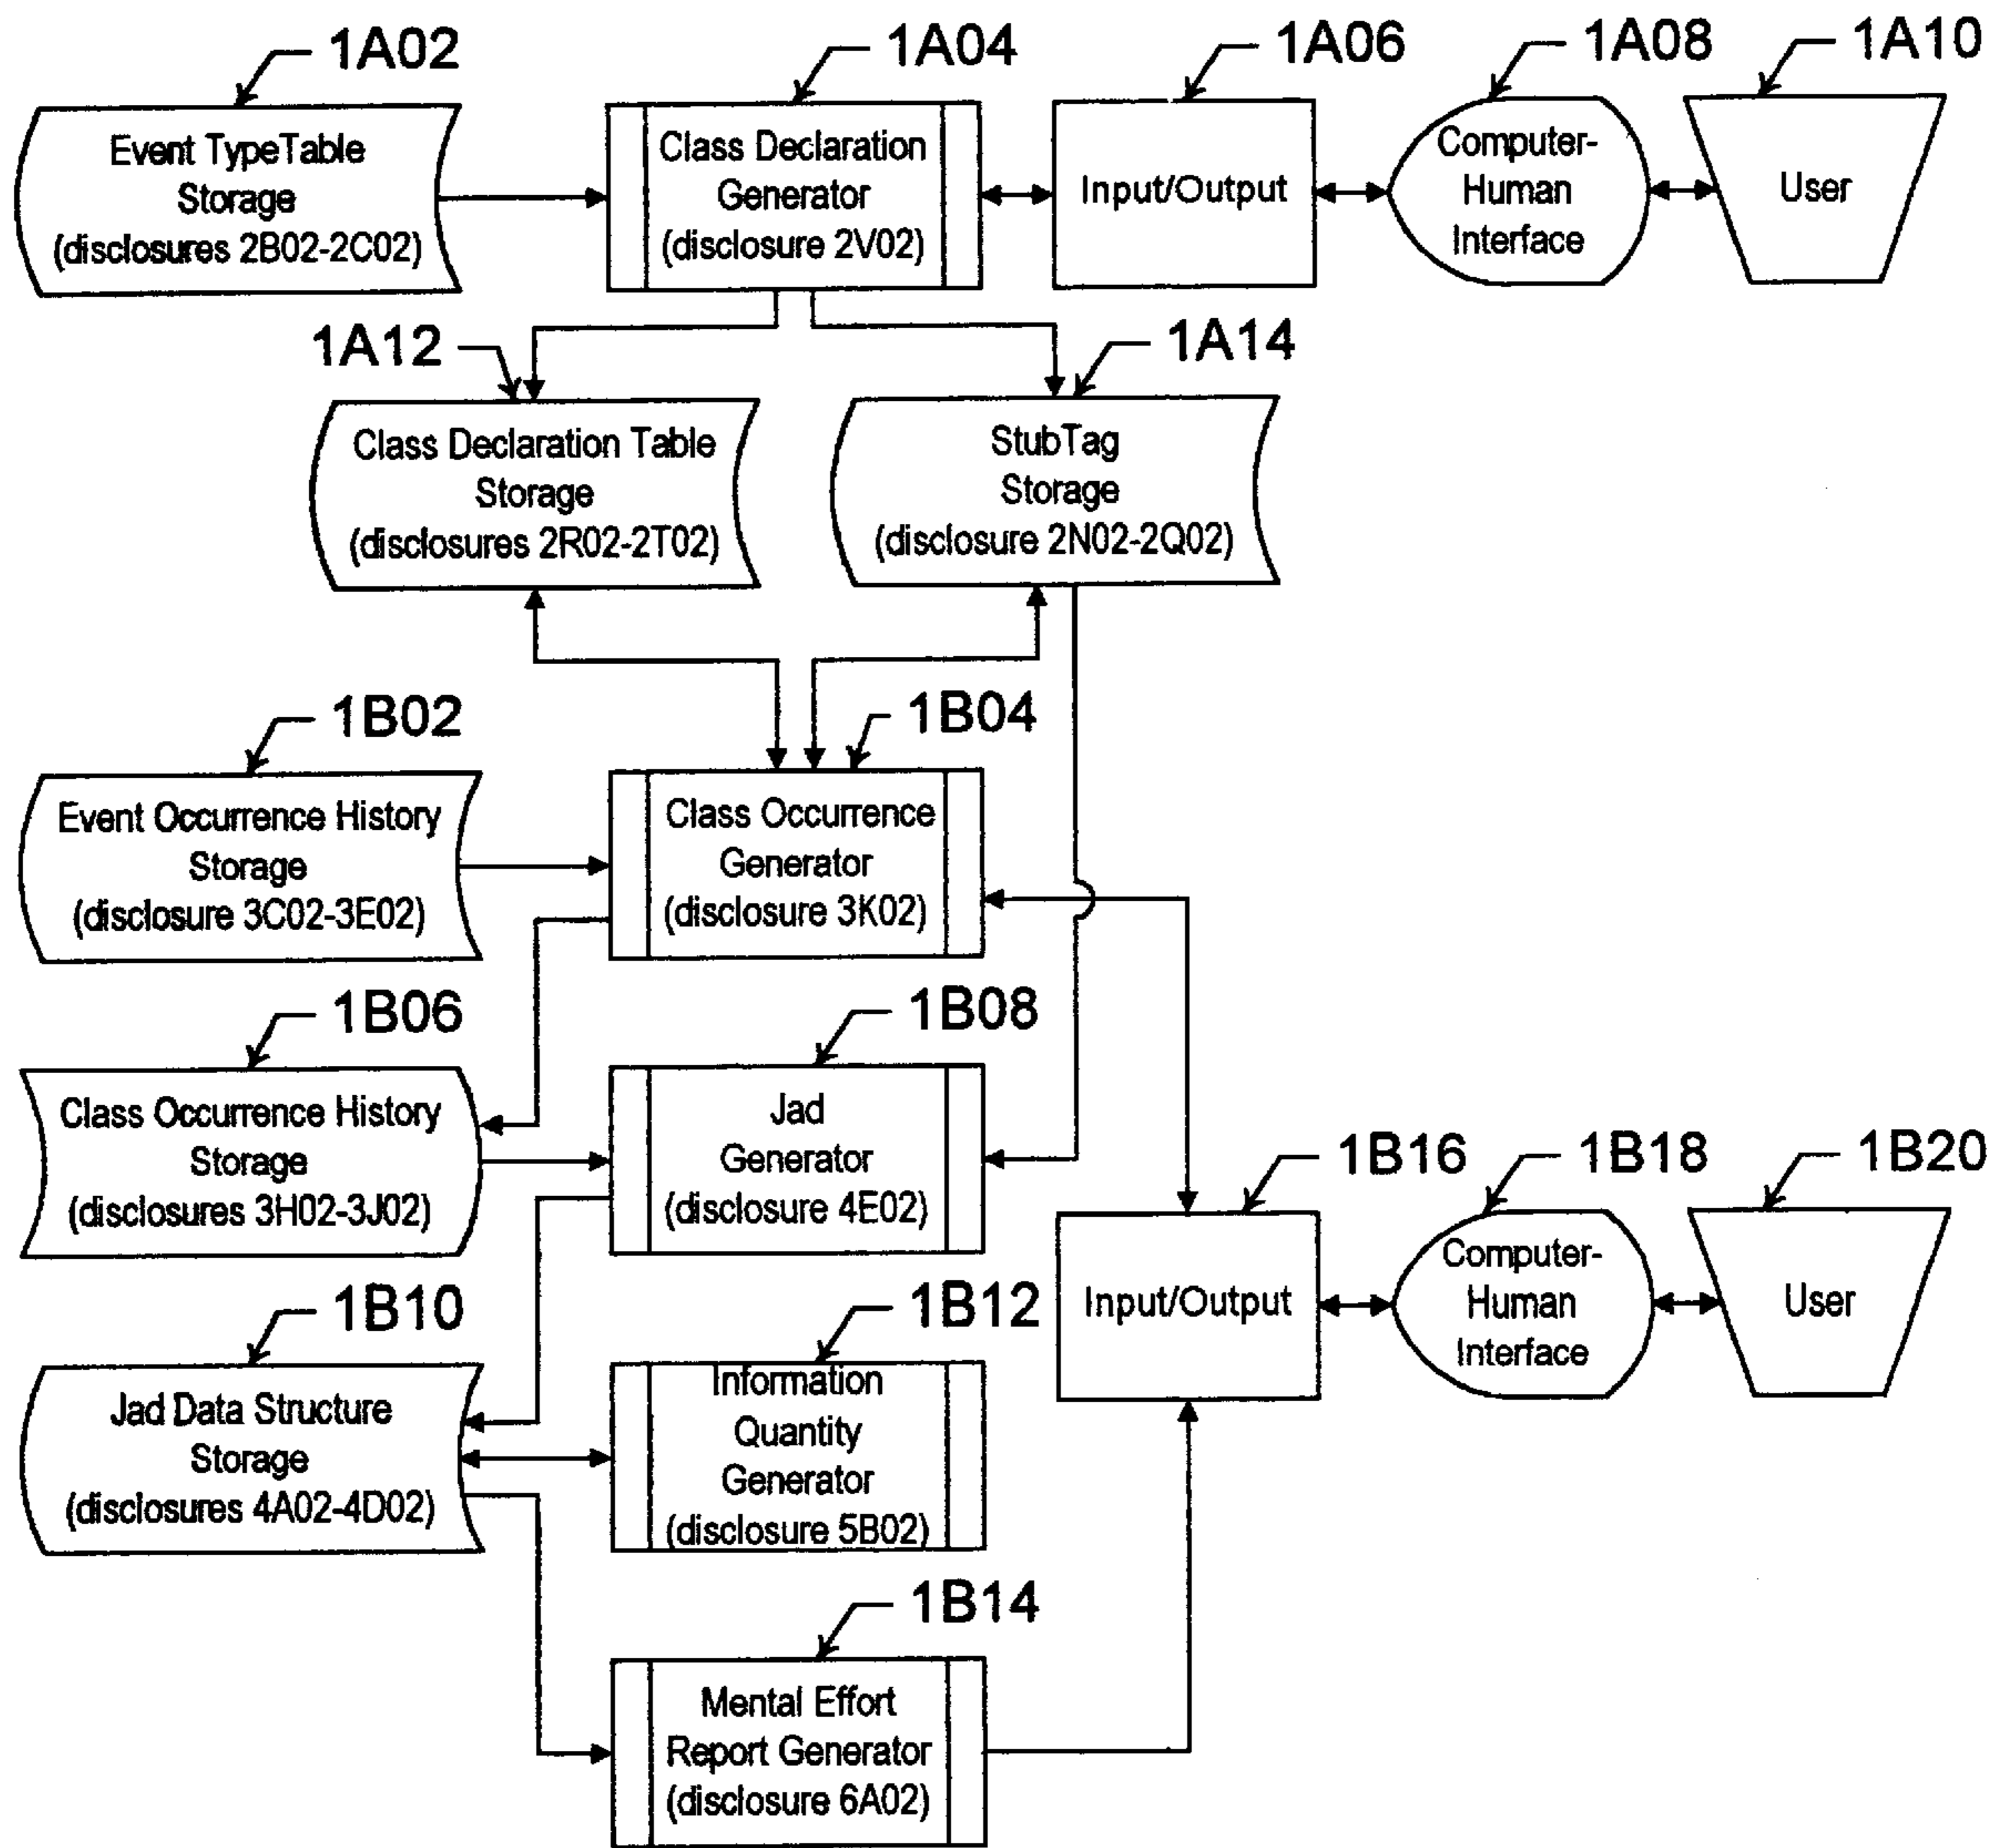 1A02
1A04
1A06
1A08
1A10
Event TypeTable
Storage
(disclosures 2B02-2C02)
Class Declaration
Generator
(disclosure 2V02)
Input/Output
Computer-
Human
Interface
User
1A12
1A14
Class Declaration Table
Storage
(disclosures 2R02-2T02)
StubTag
Storage
(disclosure 2N02-2Q02)
1B02
1B04
Event Occurrence History
Storage
(disclosure 3C02-3E02)
Class Occurrence
Generator
(disclosure 3K02)
1B06
1B08
Class Occurrence History
Storage
(disclosures 3H02-3J02)
Jad
Generator
(disclosure 4E02)
1B16
1B18
1B20
Input/Output
Computer-
Human
Interface
User
1B10
1B12
Jad Data Structure
Storage
(disclosures 4A02-4D02)
Information
Quantity
Generator
(disclosure 5B02)
1B14
Mental Effort
Report Generator
(disclosure 6A02)